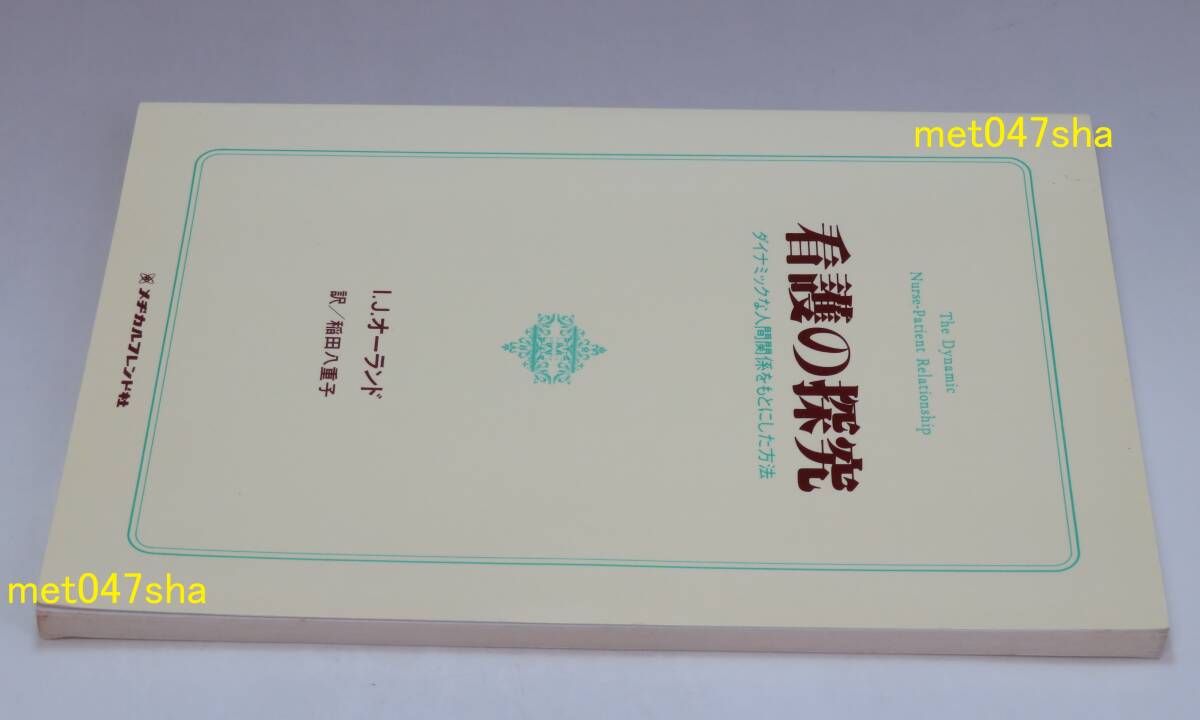 met047sha
The Dynamic
Nurse-Patient Relationship
看護の探究
ダイナミックな人間関係をもとにした方法
I.J.オーランド
訳/稲田八重子
メヂカルフレンド社
met047sha